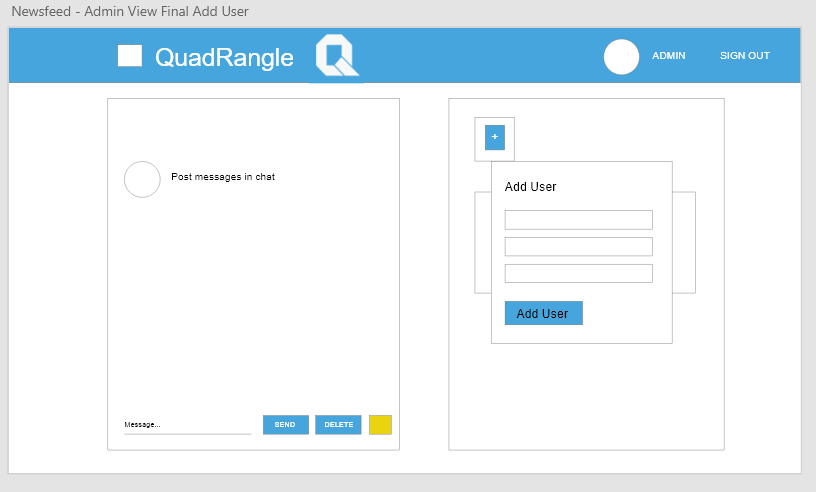 Newsfeed - Admin View Final Add User
QuadRangle
ADMIN
SIGN OUT
+
Post messages in chat
Add User
Add User
Message...
SEND
DELETE